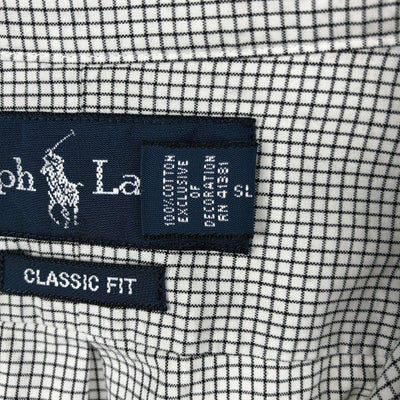 ph La
100% COTTON
EXCLUSIVE
OF
DECORATION
RN 41381
SL
CLASSIC FIT